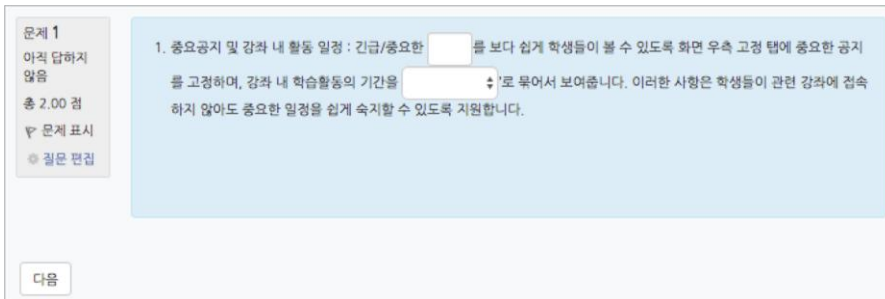 문제 1
아직 답하지
않음
총 2.00 점
문제 표시
질문 편집
1. 중요공지 및 강좌 내 활동 일정 : 긴급/중요한 를 보다 쉽게 학생들이 볼 수 있도록 화면 우측 고정 탭에 중요한 공지
를 고정하며, 강좌 내 학습활동의 기간을 '로 묶어서 보여줍니다. 이러한 사항은 학생들이 관련 강좌에 접속
하지 않아도 중요한 일정을 쉽게 숙지할 수 있도록 지원합니다.
다음